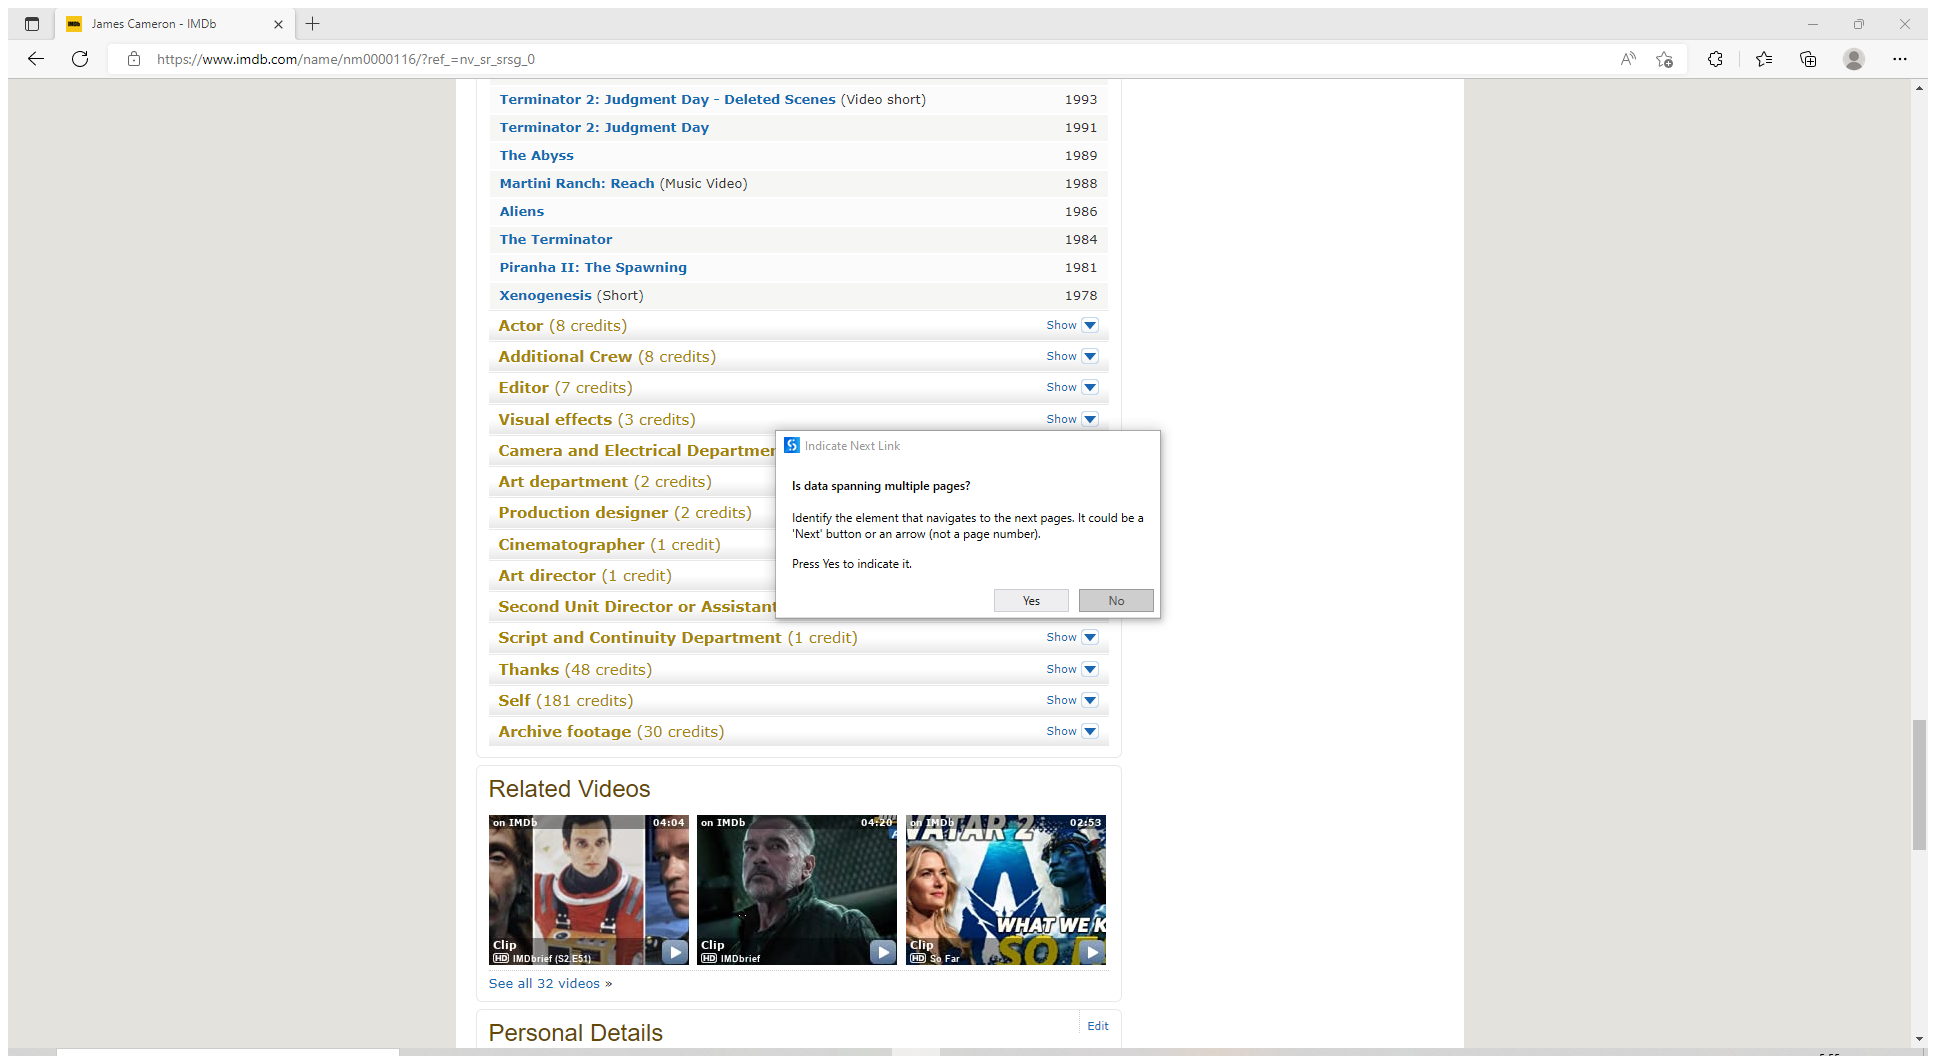 James Cameron - IMDb
https://www.imdb.com/name/nm0000116/?ref_=nv_sr_srsg_0
Terminator 2: Judgment Day - Deleted Scenes (Video short) 1993
Terminator 2: Judgment Day 1991
The Abyss 1989
Martini Ranch: Reach (Music Video) 1988
Aliens 1986
The Terminator 1984
Piranha II: The Spawning 1981
Xenogenesis (Short) 1978
Actor (8 credits) Show
Additional Crew (8 credits) Show
Editor (7 credits) Show
Visual effects (3 credits) Show
Camera and Electrical
Art department (2 credits)
Production designer (2 credits)
Cinematographer (1 credit)
Art director (1 credit)
Second Unit Director or Assistant
Indicate Next Link
Is data spanning multiple pages?
Identify the element that navigates to the next pages. It could be a
'Next' button or an arrow (not a page number).
Press Yes to indicate it.
Yes No
Script and Continuity Department (1 credit) Show
Thanks (48 credits) Show
Self (181 credits) Show
Archive footage (30 credits) Show
Related Videos
on IMDb 04:04
Clip
HD IMDbrief (S2.E51)
on IMDb 04:20
Clip
HD IMDbrief
on IMDb 02:53
AVATAR 2
WHAT WE K
Clip
HD So Far
See all 32 videos »
Personal Details Edit